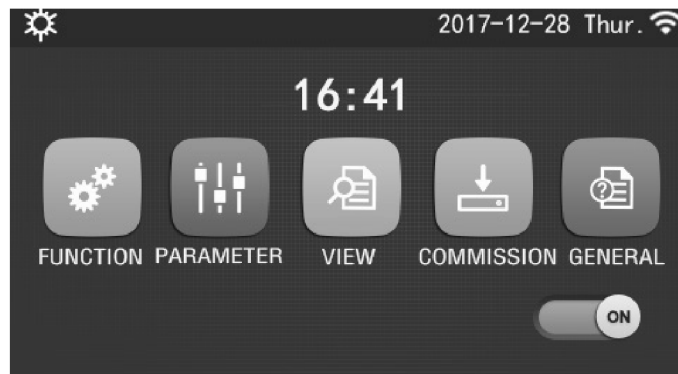 2017-12-28 Thur.
16:41
FUNCTION PARAMETER VIEW COMMISSION GENERAL
ON